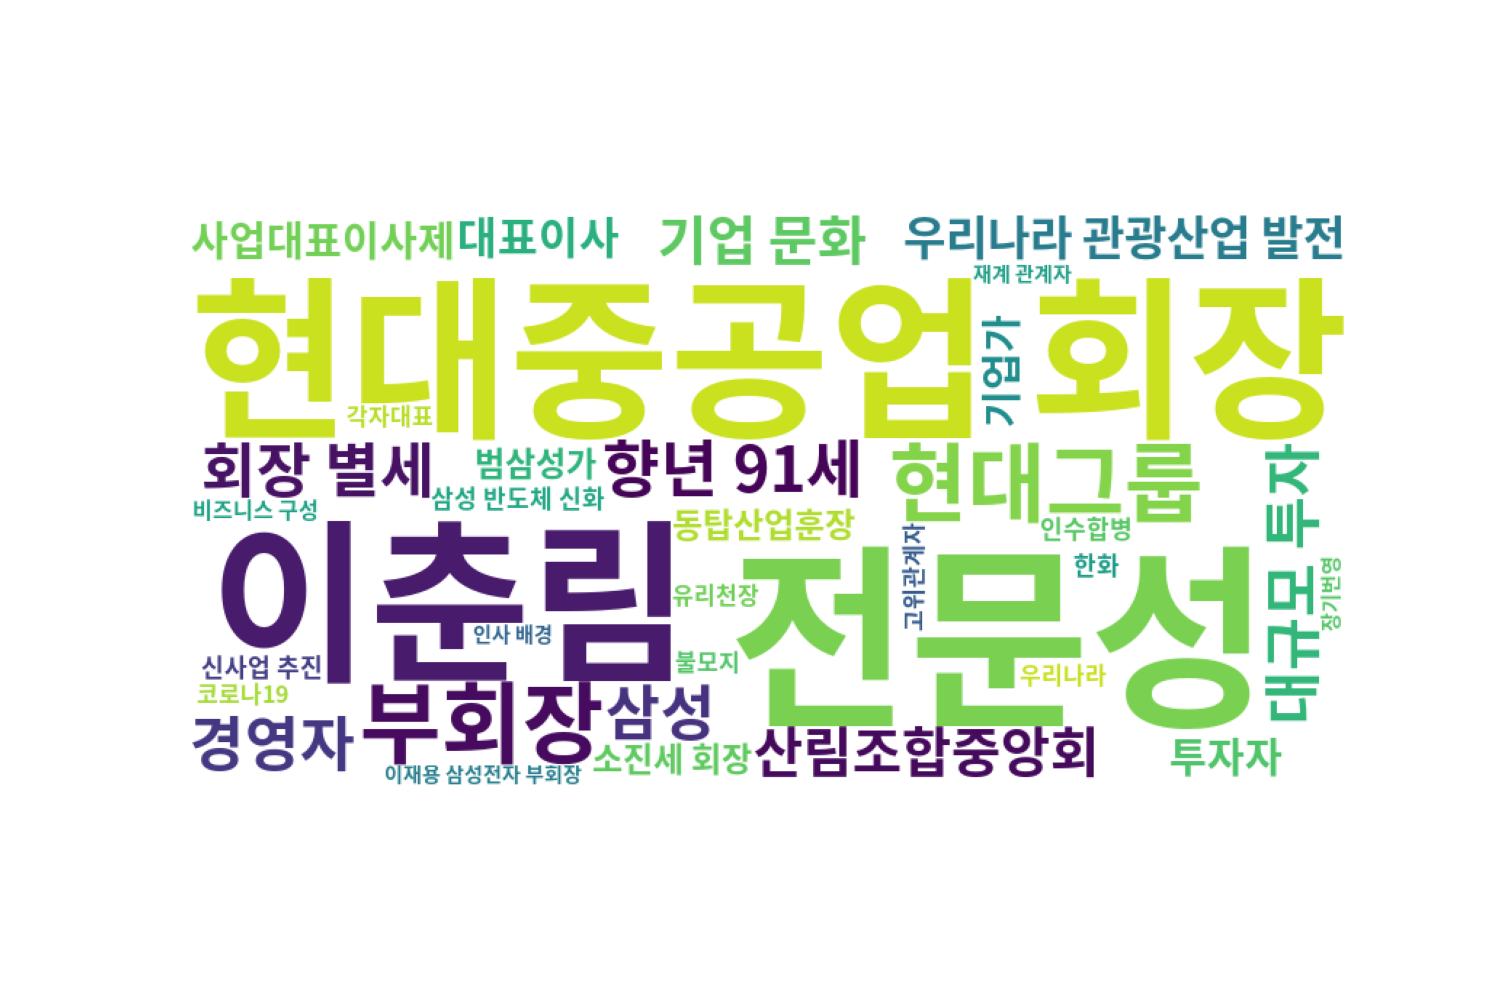 사업대표이사제
대표이사
기업 문화
우리나라 관광산업 발전
재계 관계자
현대중공업 회장
기업가
각자대표
회장 별세
범삼성가
향년 91세
현대그룹
대규모 투자
비즈니스 구성
삼성 반도체 신화
동탑산업훈장
인수합병
이춘림
전문성
고위관계자
한화
장기번영
유리천장
인사 배경
불모지
우리나라
신사업 추진
코로나19
경영자
부회장
삼성
소진세 회장
산림조합중앙회
투자자
이재용 삼성전자 부회장